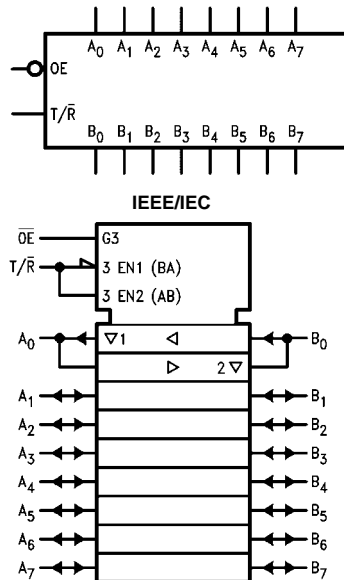 A0 A1 A2 A3 A4 A5 A6 A7
OE
T/R̅
B0 B1 B2 B3 B4 B5 B6 B7
IEEE/IEC
O̅E̅ G3
T/R̅ 3 EN1 (BA)
3 EN2 (AB)
A0 ▽1 ◁ B0
▷ 2▽
A1 B1
A2 B2
A3 B3
A4 B4
A5 B5
A6 B6
A7 B7